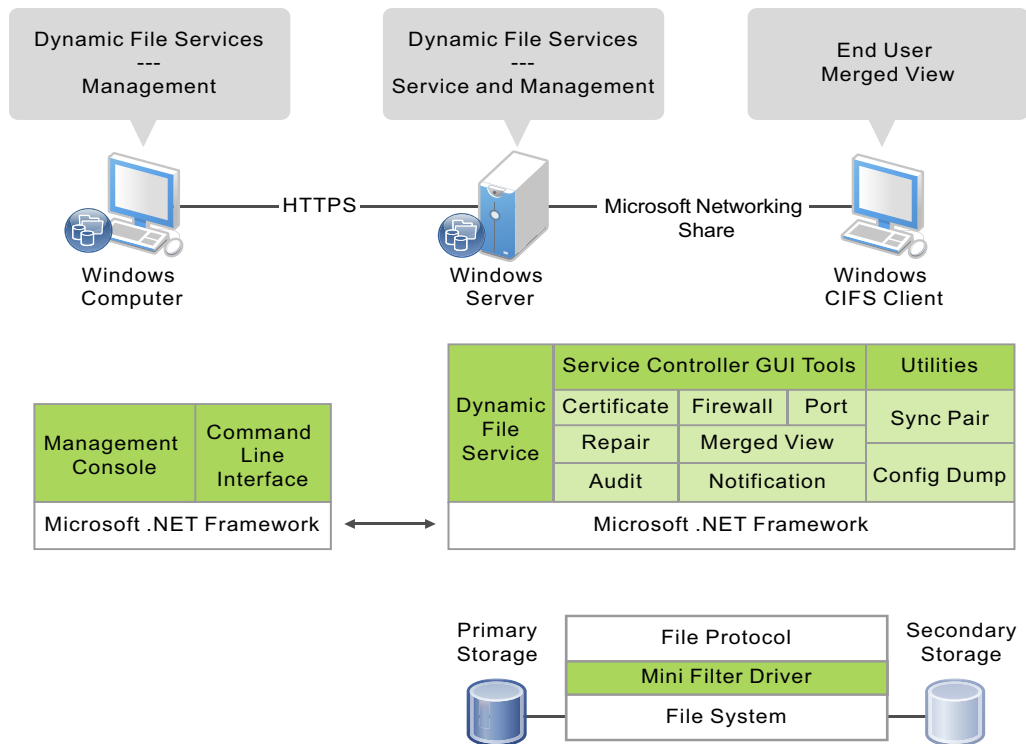 Dynamic File Services
---
Management
Dynamic File Services
---
Service and Management
End User
Merged View
HTTPS
Microsoft Networking
Share
Windows
Computer
Windows
Server
Windows
CIFS Client
Management
Console
Command
Line
Interface
Microsoft .NET Framework
Dynamic
File
Service
Service Controller GUI Tools
Utilities
Certificate
Firewall
Port
Repair
Merged View
Audit
Notification
Sync Pair
Config Dump
Microsoft .NET Framework
Primary
Storage
File Protocol
Mini Filter Driver
File System
Secondary
Storage